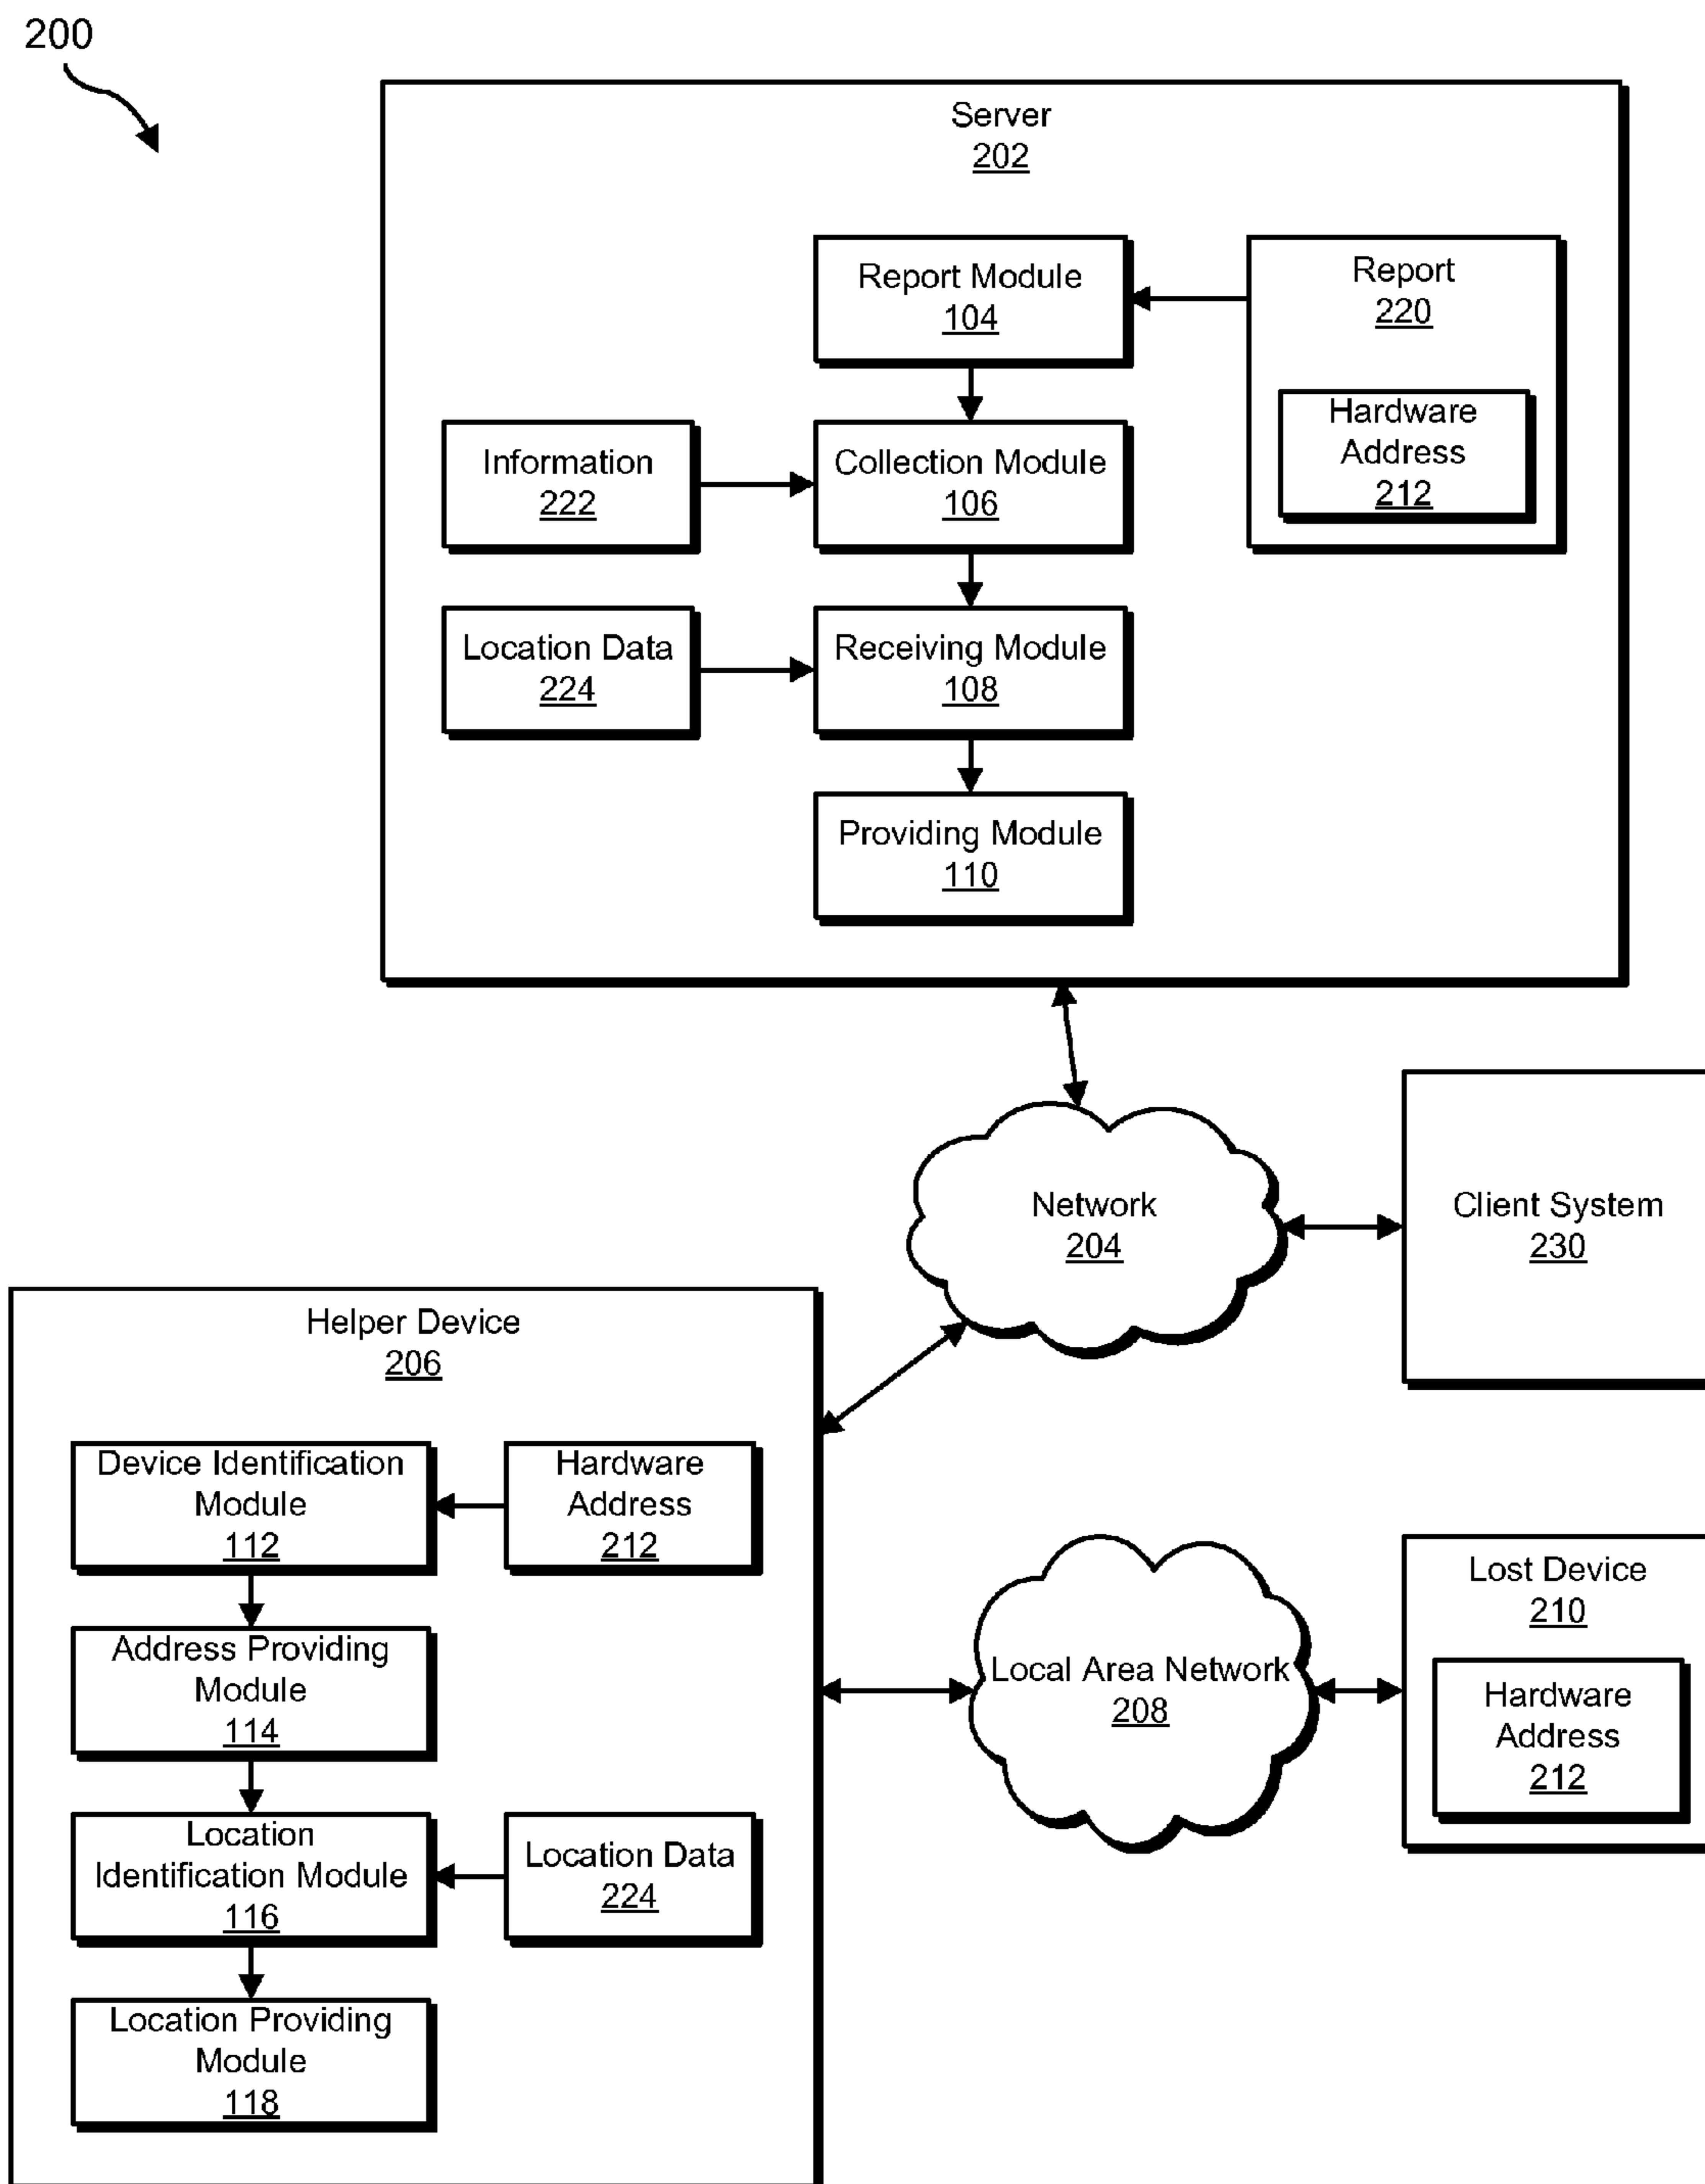 200
Server
202
Report Module
104
Report
220
Hardware
Address
212
Information
222
Collection Module
106
Location Data
224
Receiving Module
108
Providing Module
110
Network
204
Client System
230
Helper Device
206
Device Identification
Module
112
Hardware
Address
212
Address Providing
Module
114
Location
Identification Module
116
Location Data
224
Location Providing
Module
118
Local Area Network
208
Lost Device
210
Hardware
Address
212